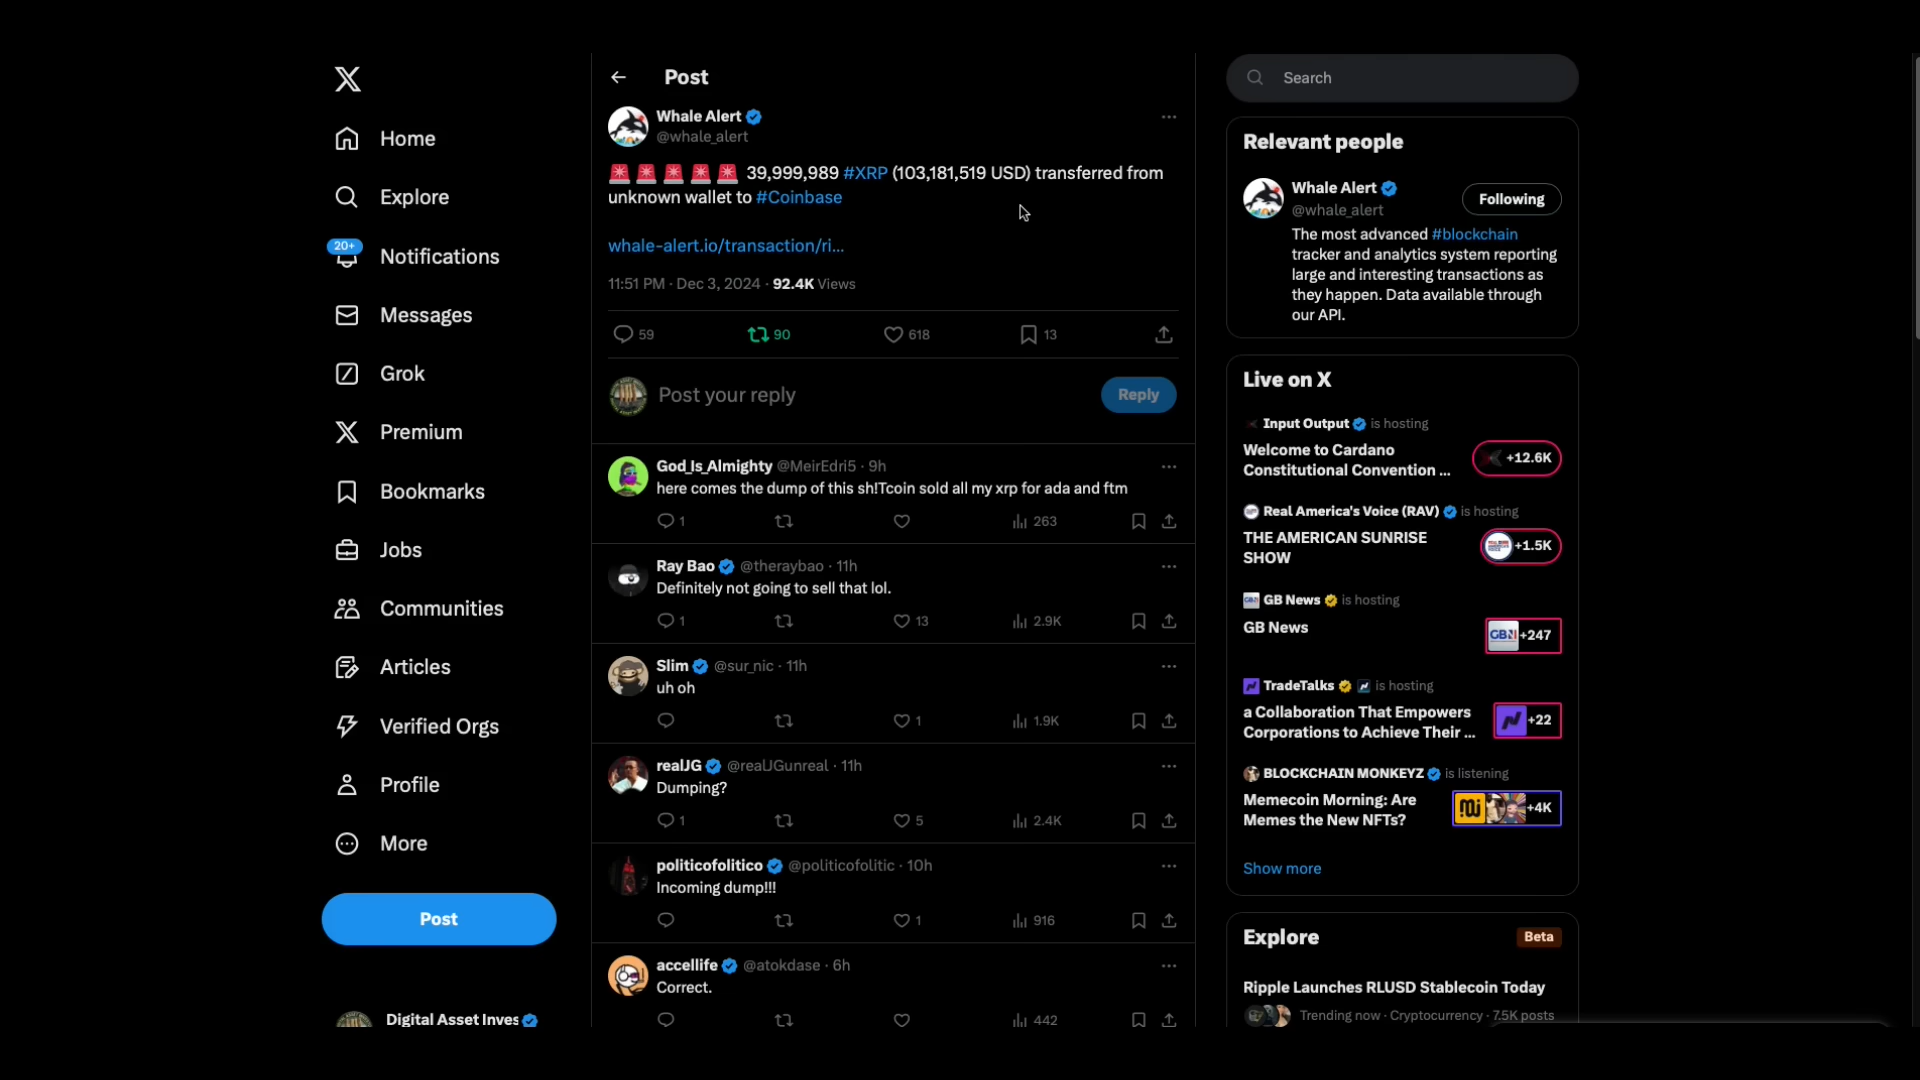 Home
Explore
20+
Notifications
Messages
Grok
Premium
Bookmarks
Jobs
Communities
Articles
Verified Orgs
Profile
More
Post
Digital Asset Inves
Post
Whale Alert
@whale_alert
🚨 🚨 🚨 🚨 🚨 39,999,989 #XRP (103,181,519 USD) transferred from
unknown wallet to #Coinbase
whale-alert.io/transaction/ri...
11:51 PM · Dec 3, 2024 · 92.4K Views
59 90 618 13
Post your reply
Reply
God_Is_Almighty @MeirEdri5 · 9h
here comes the dump of this sh!Tcoin sold all my xrp for ada and ftm
1 263
Ray Bao @theraybao · 11h
Definitely not going to sell that lol.
1 13 2.9K
Slim @sur_nic · 11h
uh oh
1 1.9K
realJG @realJGunreal · 11h
Dumping?
1 5 2.4K
politicofolitico @politicofolitic · 10h
Incoming dump!!!
1 916
accellife @atokdase · 6h
Correct.
442
Search
Relevant people
Whale Alert
@whale_alert
Following
The most advanced #blockchain
tracker and analytics system reporting
large and interesting transactions as
they happen. Data available through
our API.
Live on X
Input Output is hosting
Welcome to Cardano
Constitutional Convention ...
+12.6K
Real America's Voice (RAV) is hosting
THE AMERICAN SUNRISE
SHOW
+1.5K
GB News is hosting
GB News
GBN +247
TradeTalks is hosting
a Collaboration That Empowers
Corporations to Achieve Their ...
+22
BLOCKCHAIN MONKEYZ is listening
Memecoin Morning: Are
Memes the New NFTs?
+4K
Show more
Explore
Beta
Ripple Launches RLUSD Stablecoin Today
Trending now · Cryptocurrency · 7.5K posts